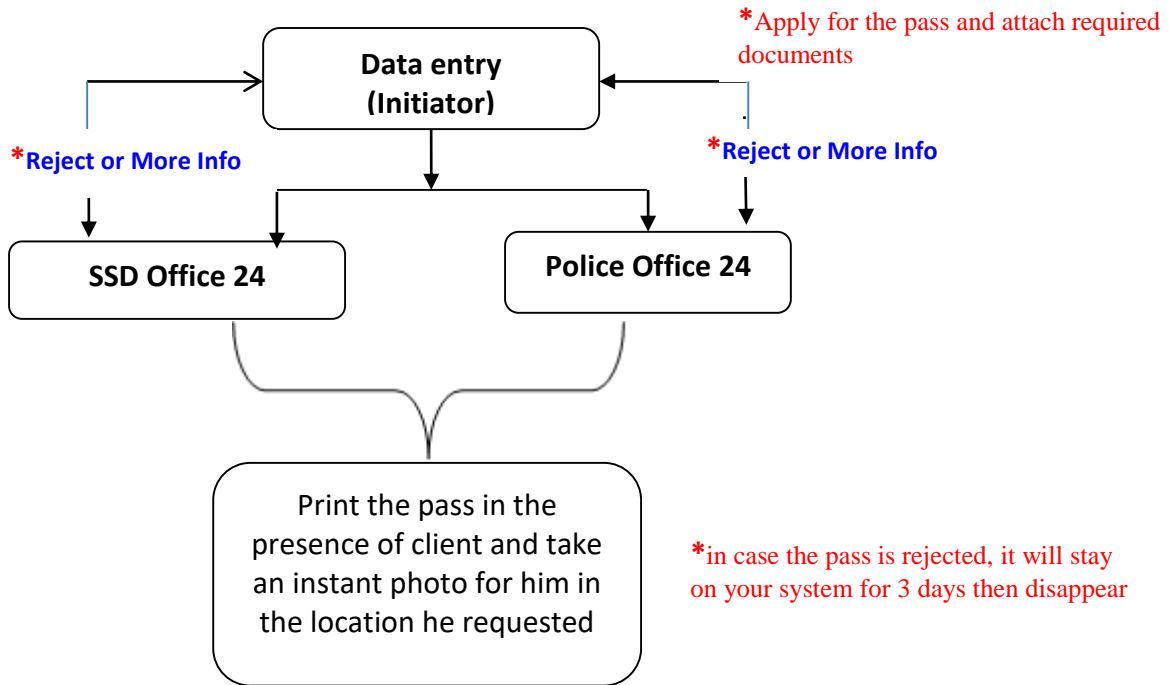 *Apply for the pass and attach required
documents
Data entry
(Initiator)
.
*Reject or More Info
*Reject or More Info
SSD Office 24
Police Office 24
Print the pass in the
presence of client and take
an instant photo for him in
the location he requested
*in case the pass is rejected, it will stay
on your system for 3 days then disappear